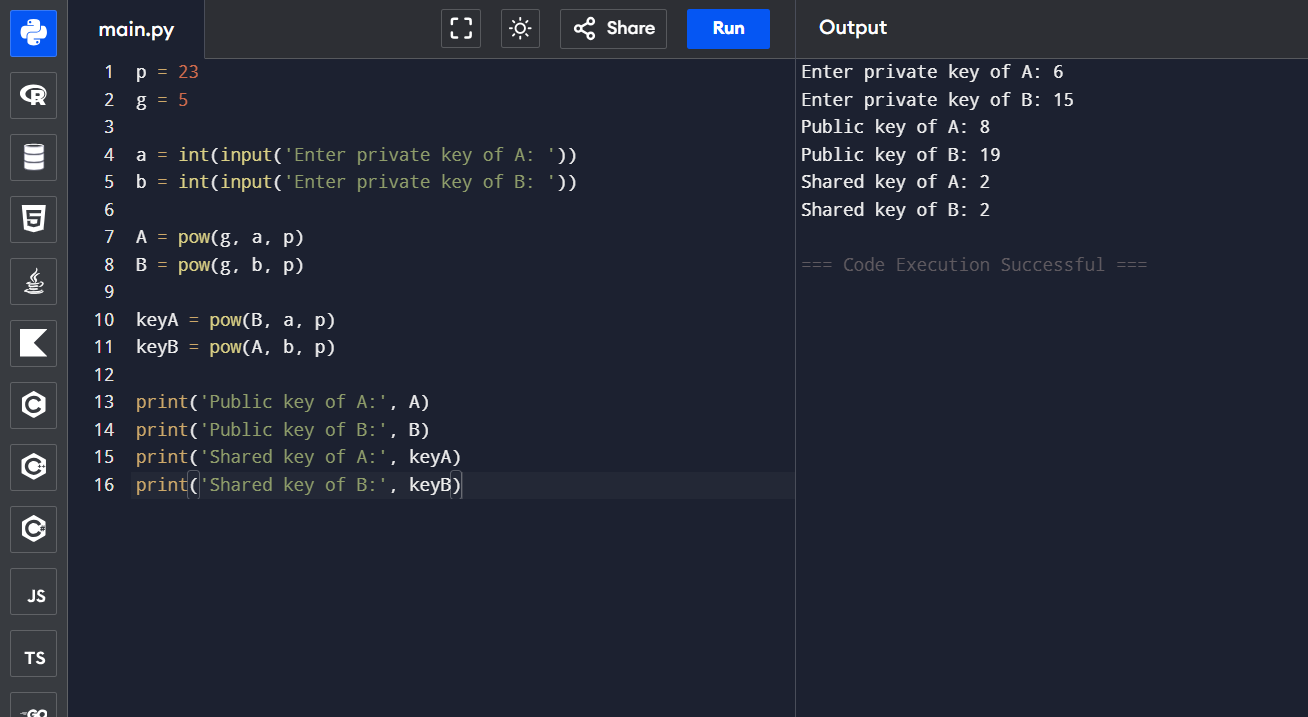 main.py
Share
Run
Output
1 p = 23
2 g = 5
3
4 a = int(input('Enter private key of A: '))
5 b = int(input('Enter private key of B: '))
6
7 A = pow(g, a, p)
8 B = pow(g, b, p)
9
10 keyA = pow(B, a, p)
11 keyB = pow(A, b, p)
12
13 print('Public key of A:', A)
14 print('Public key of B:', B)
15 print('Shared key of A:', keyA)
16 print('Shared key of B:', keyB)
Enter private key of A: 6
Enter private key of B: 15
Public key of A: 8
Public key of B: 19
Shared key of A: 2
Shared key of B: 2
=== Code Execution Successful ===
R
5
C
C++
C#
JS
TS
GO